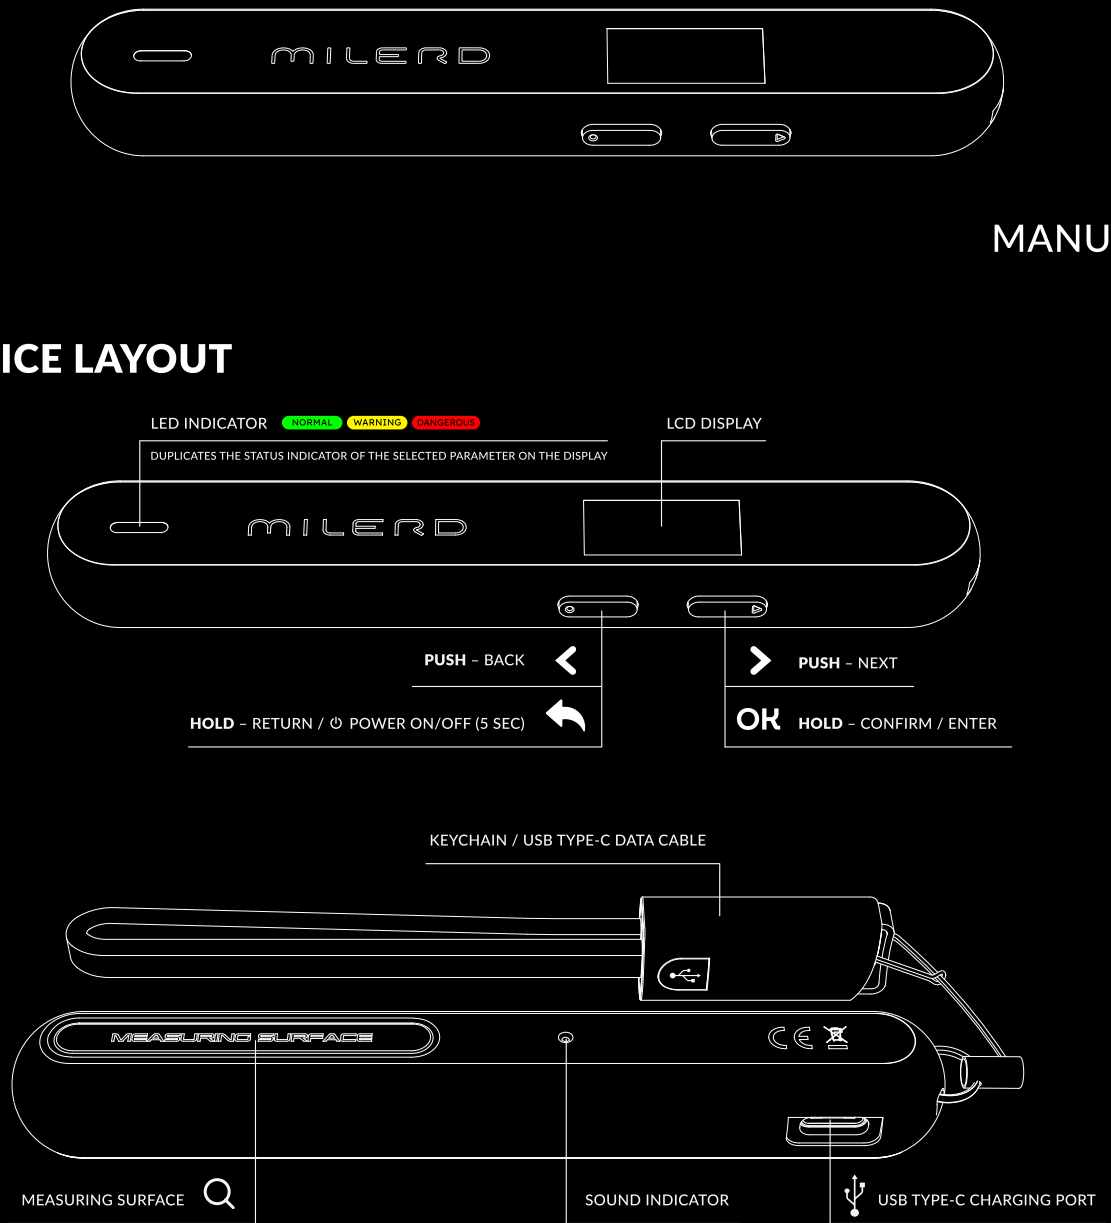 MILERD
MANU
ICE LAYOUT
LED INDICATOR NORMAL WARNING DANGEROUS
DUPLICATES THE STATUS INDICATOR OF THE SELECTED PARAMETER ON THE DISPLAY
LCD DISPLAY
MILERD
PUSH – BACK
PUSH – NEXT
HOLD – RETURN / ⏻ POWER ON/OFF (5 SEC)
OK HOLD – CONFIRM / ENTER
KEYCHAIN / USB TYPE-C DATA CABLE
MEASURING SURFACE
CE
MEASURING SURFACE
SOUND INDICATOR
USB TYPE-C CHARGING PORT